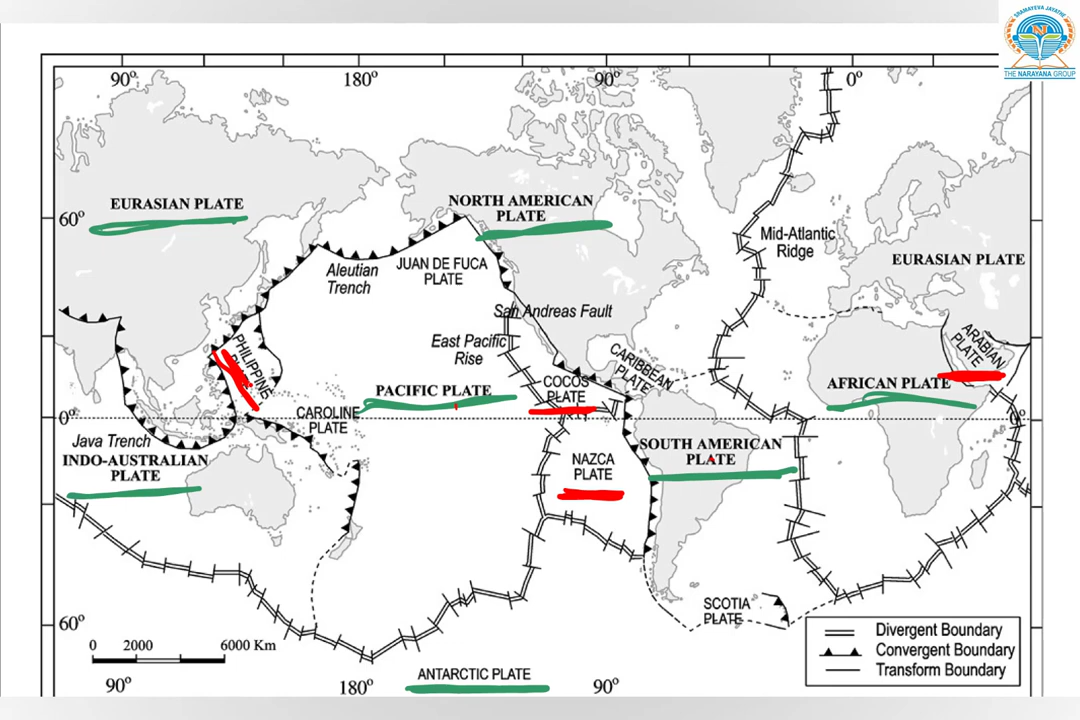 SAMAYEVA JAYATHE
N
THE NARAYANA GROUP
90° 180° 90° 0°
EURASIAN PLATE
NORTH AMERICAN
PLATE
60°
Mid-Atlantic
Ridge
EURASIAN PLATE
Aleutian
Trench
JUAN DE FUCA
PLATE
San Andreas Fault
East Pacific
Rise
PHILIPPINE
CARIBBEAN
PLATE
ARABIAN
PLATE
COCOS
PLATE
PACIFIC PLATE
AFRICAN PLATE
CAROLINE
PLATE
0° 0°
Java Trench
INDO-AUSTRALIAN
PLATE
SOUTH AMERICAN
PLATE
NAZCA
PLATE
SCOTIA
PLATE
60°
0 2000 6000 Km
Divergent Boundary
Convergent Boundary
Transform Boundary
ANTARCTIC PLATE
90° 180° 90°